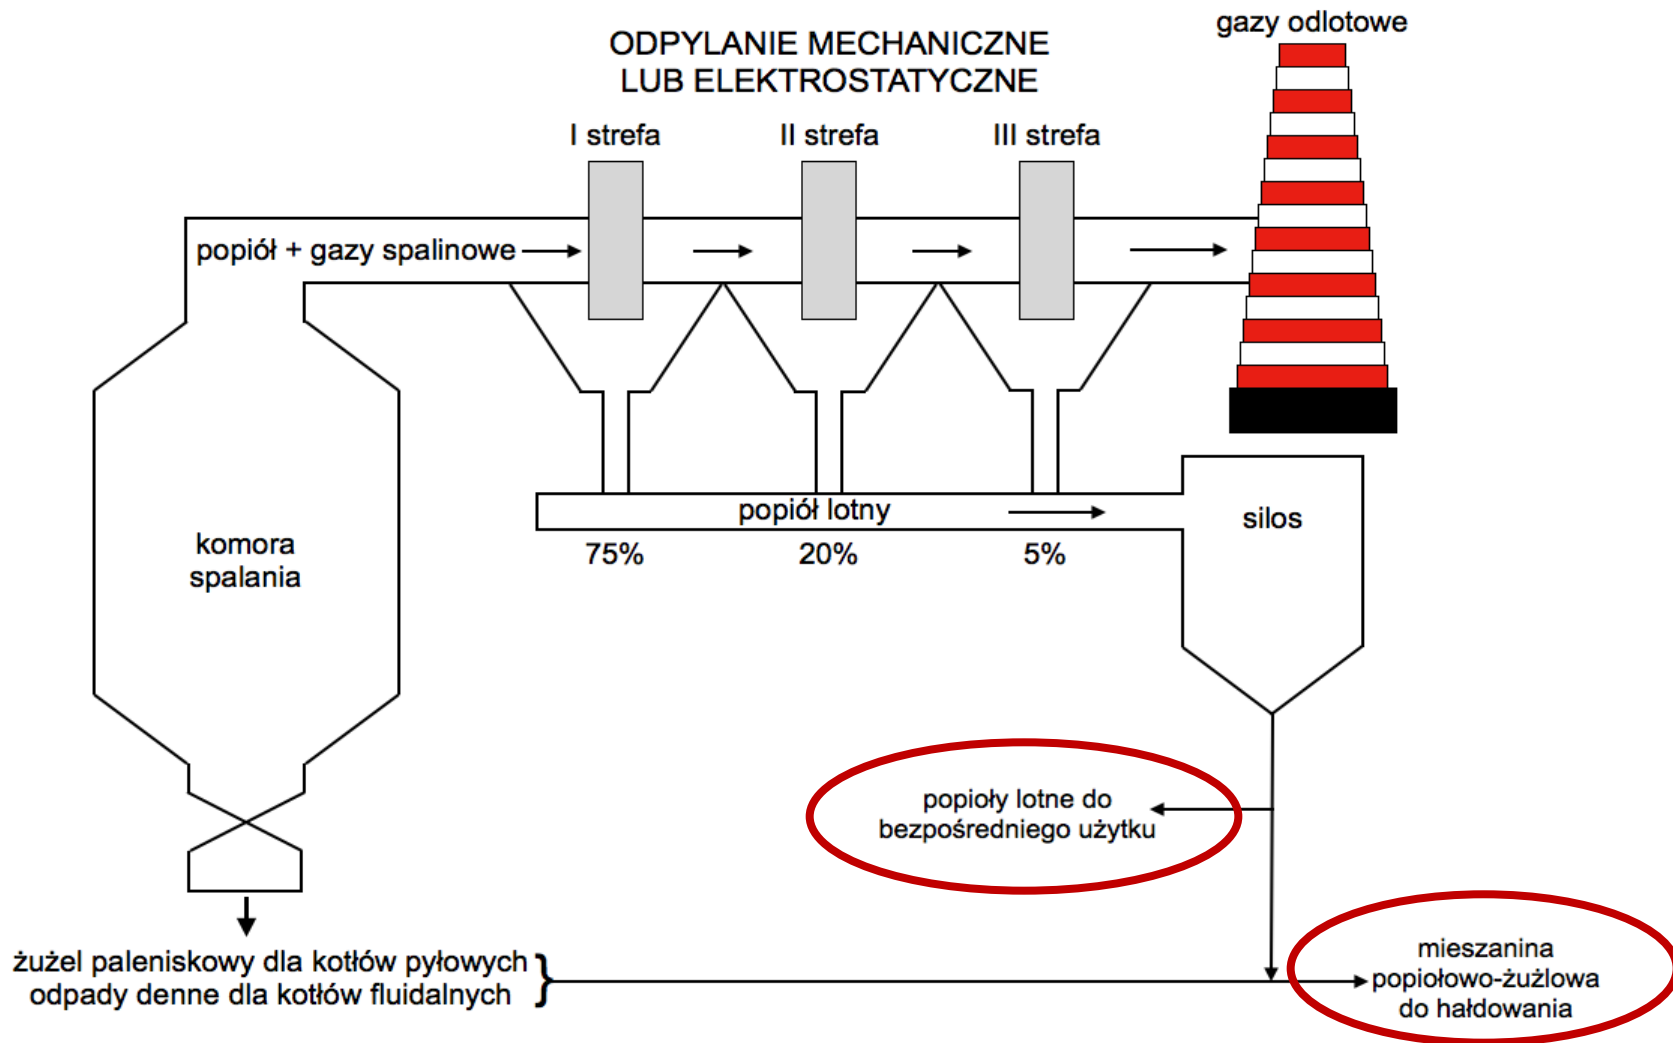 gazy odlotowe
ODPYLANIE MECHANICZNE
LUB ELEKTROSTATYCZNE
I strefa
II strefa
III strefa
popiół + gazy spalinowe
popiół lotny
75%
20%
5%
silos
komora
spalania
popioły lotne do
bezpośredniego użytku
żużel paleniskowy dla kotłów pyłowych
odpady denne dla kotłów fluidalnych
mieszanina
popiołowo-żużlowa
do hałdowania